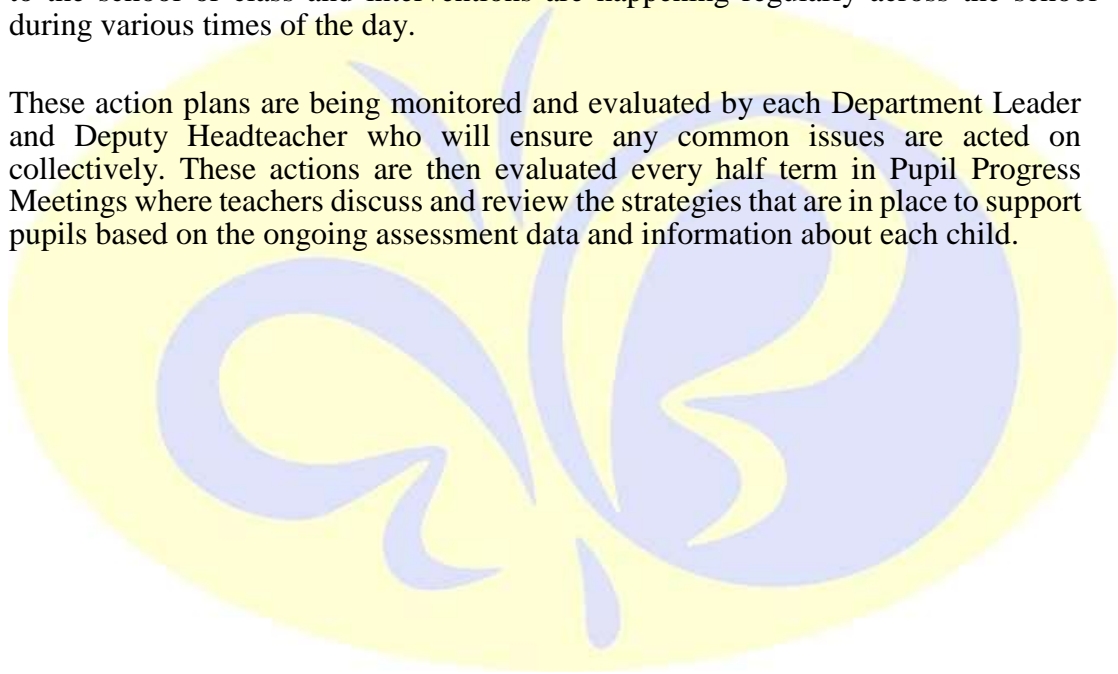 to the school or class and interventions are happening regularly across the school
during various times of the day.
These action plans are being monitored and evaluated by each Department Leader
and Deputy Headteacher who will ensure any common issues are acted on
collectively. These actions are then evaluated every half term in Pupil Progress
Meetings where teachers discuss and review the strategies that are in place to support
pupils based on the ongoing assessment data and information about each child.